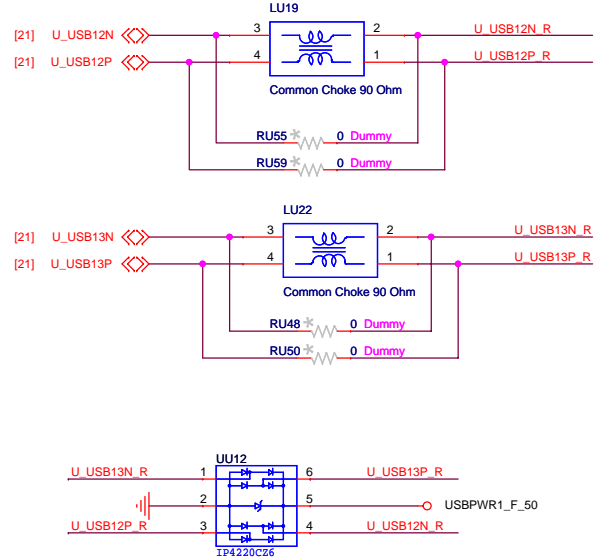 LU19
[21] U_USB12N 3 2 U_USB12N_R
[21] U_USB12P 4 1 U_USB12P_R
Common Choke 90 Ohm
RU55 * 0 Dummy
RU59 * 0 Dummy
LU22
[21] U_USB13N 3 2 U_USB13N_R
[21] U_USB13P 4 1 U_USB13P_R
Common Choke 90 Ohm
RU48 * 0 Dummy
RU50 * 0 Dummy
UU12
U_USB13N_R 1 6 U_USB13P_R
2 5 USBPWR1_F_50
U_USB12P_R 3 4 U_USB12N_R
IP4220CZ6